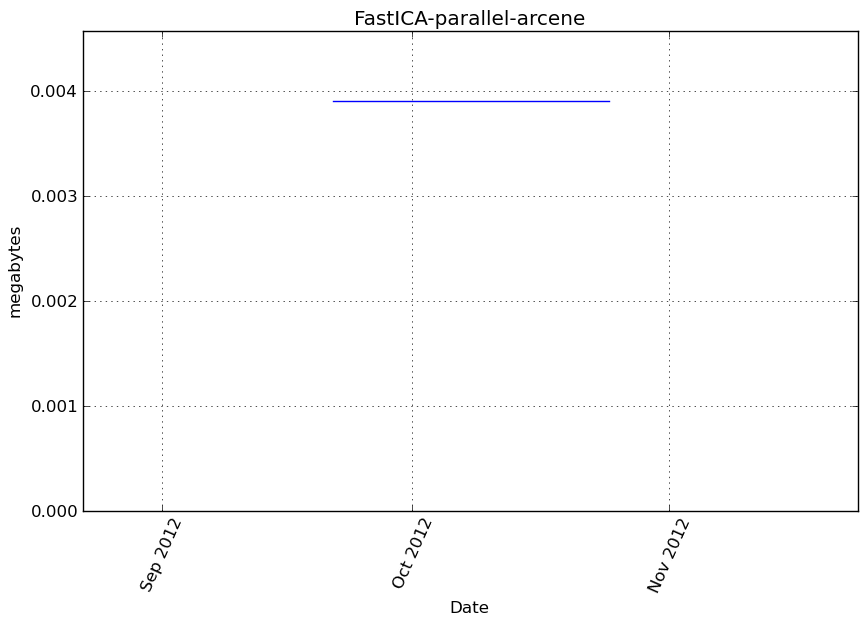 FastICA-parallel-arcene
0.004
0.003
0.002
0.001
0.000
megabytes
Sep 2012
Oct 2012
Nov 2012
Date